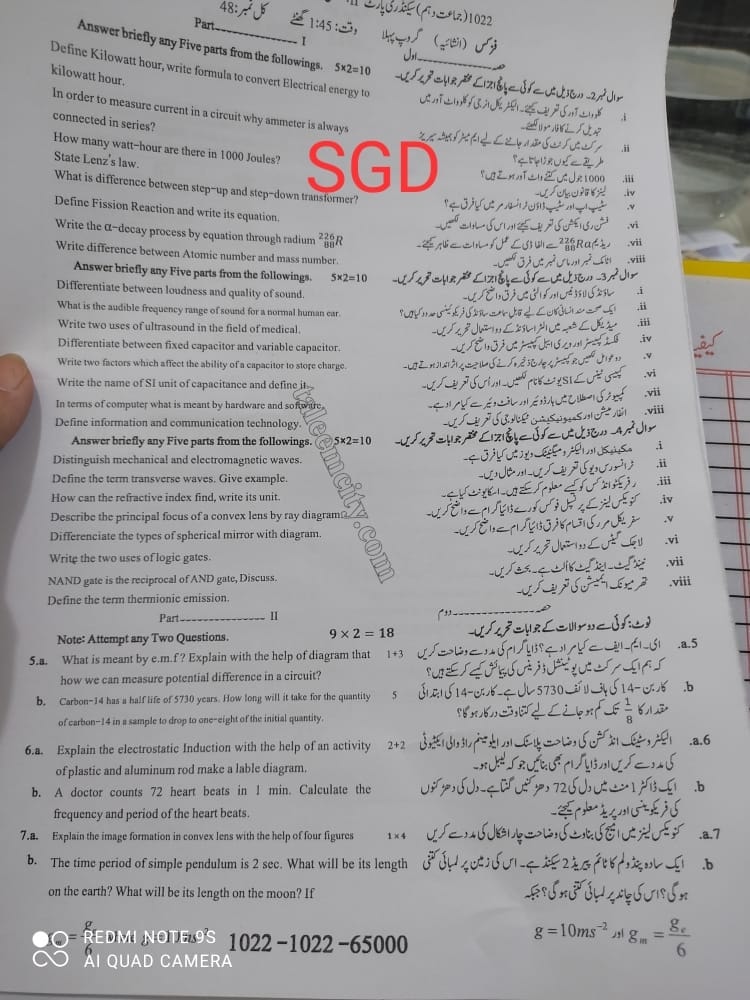 1022 (جماعت دہم) سیکنڈری پارٹ-II
کل نمبر: 48
وقت: 1:45 گھنٹے
فزکس (انشائیہ) گروپ پہلا
Part-------------- I
حصہ-------------- اول
Answer briefly any Five parts from the followings. 5×2=10
سوال نمبر 2۔ درج ذیل میں سے کوئی سے پانچ اجزا کے مختصر جوابات تحریر کریں۔
Define Kilowatt hour, write formula to convert Electrical energy to
kilowatt hour.
i. کلوواٹ آور کی تعریف کیجئے۔ الیکٹریکل انرجی کو کلوواٹ آور میں
تبدیل کرنے کا فارمولا لکھئے۔
In order to measure current in a circuit why ammeter is always
connected in series?
ii. سرکٹ میں کرنٹ کی مقدار جاننے کے لیے ایمیٹر کو ہمیشہ سیریز
طریقے سے کیوں جوڑا جاتا ہے؟
How many watt-hour are there in 1000 Joules?
iii. 1000 جول میں کتنے واٹ آور ہوتے ہیں؟
State Lenz's law.
iv. لینز کا قانون بیان کریں۔
What is difference between step-up and step-down transformer?
v. سٹیپ اپ اور سٹیپ ڈاؤن ٹرانسفارمر میں کیا فرق ہے؟
Define Fission Reaction and write its equation.
vi. فشن ری ایکشن کی تعریف کیجئے اور اس کی مساوات لکھیں۔
Write the α-decay process by equation through radium ²²⁶₈₈R
vii. ریڈیم ²²⁶₈₈Ra سے الفا ڈی کے عمل کو مساوات سے ظاہر کیجئے۔
Write difference between Atomic number and mass number.
viii. اٹامک نمبر اور ماس نمبر میں فرق لکھیں۔
Answer briefly any Five parts from the followings. 5×2=10
سوال نمبر 3۔ درج ذیل میں سے کوئی سے پانچ اجزا کے مختصر جوابات تحریر کریں۔
Differentiate between loudness and quality of sound.
i. ساؤنڈ کی لاؤڈنیس اور کوالٹی میں فرق واضح کریں۔
What is the audible frequency range of sound for a normal human ear.
ii. ایک صحت مند انسانی کان کے لیے قابل سماعت ساؤنڈ کی فریکوئینسی حدود کیا ہیں؟
Write two uses of ultrasound in the field of medical.
iii. میڈیکل کے شعبہ میں الٹراساؤنڈ کے دو استعمال تحریر کریں۔
Differentiate between fixed capacitor and variable capacitor.
iv. فکسڈ کپیسٹر اور ویری ایبل کپیسٹر میں فرق واضح کریں۔
Write two factors which affect the ability of a capacitor to store charge.
v. دو عوامل لکھیں جو کپیسٹر پر چارج ذخیرہ کرنے کی صلاحیت پر اثرانداز ہوتے ہیں۔
Write the name of SI unit of capacitance and define it.
vi. کپیسی ٹینس کے SI یونٹ کا نام لکھیں۔ اور اُس کی تعریف کریں۔
In terms of computer what is meant by hardware and software
vii. کمپیوٹر کی اصطلاح میں ہارڈوئیر اور سافٹ وئیر سے کیا مراد ہے۔
Define information and communication technology.
viii. انفارمیشن اور کمیونیکیشن ٹیکنالوجی کی تعریف کریں۔
Answer briefly any Five parts from the followings. 5×2=10
سوال نمبر 4۔ درج ذیل میں سے کوئی سے پانچ اجزا کے مختصر جوابات تحریر کریں۔
Distinguish mechanical and electromagnetic waves.
i. مکینیکل اور الیکٹرومیگنیٹک ویوز میں کیا فرق ہے۔
Define the term transverse waves. Give example.
ii. ٹرانسورس ویو کی تعریف کریں۔ اور مثال دیں۔
How can the refractive index find, write its unit.
iii. رفریکٹو انڈکس کو کیسے معلوم کر سکتے ہیں۔ اسکا یونٹ کیا ہے۔
Describe the principal focus of a convex lens by ray diagram
iv. کنویکس لینز کے پرنسپل فوکس کو رے ڈایاگرام سے واضح کریں۔
Differenciate the types of spherical mirror with diagram.
v. سفریکل مرر کی اقسام کا فرق ڈایاگرام سے واضح کریں۔
Write the two uses of logic gates.
vi. لاجک گیٹس کے دو استعمال تحریر کریں۔
NAND gate is the reciprocal of AND gate, Discuss.
vii. نینڈ گیٹ۔ اینڈ گیٹ کا اُلٹ ہے۔ بحث کریں۔
Define the term thermionic emission.
viii. تھرمیونک ایمیشن کی تعریف کریں۔
Part-------------- II
حصہ-------------- دوم
Note: Attempt any Two Questions. 9 × 2 = 18
نوٹ: کوئی سے دو سوالات کے جوابات تحریر کریں۔
5.a. What is meant by e.m.f? Explain with the help of diagram that 1+3
how we can measure potential difference in a circuit?
a.5. ای۔ایم۔ایف سے کیا مراد ہے؟ ڈایاگرام کی مدد سے وضاحت کریں
کہ ہم ایک سرکٹ میں پوٹینشل ڈفرینس کی پیمائش کیسے کر سکتے ہیں؟
b. Carbon-14 has a half life of 5730 years. How long will it take for the quantity 5
of carbon-14 in a sample to drop to one-eight of the initial quantity.
b. کاربن-14 کی ہاف لائف 5730 سال ہے۔ کاربن-14 کی ابتدائی
مقدار کا 1/8 تک کم ہو جانے کے لیے کتنا وقت درکار ہوگا؟
6.a. Explain the electrostatic Induction with the help of an activity 2+2
of plastic and aluminum rod make a lable diagram.
a.6. الیکٹروسٹیٹک انڈکشن کی وضاحت پلاسٹک اور ایلومینیم راڈ والی ایکٹیوٹی
کی مدد سے کریں اور ڈایاگرام بھی بنائیں جو کہ لیبل ہو۔
b. A doctor counts 72 heart beats in 1 min. Calculate the
frequency and period of the heart beats.
b. ایک ڈاکٹر 1 منٹ میں دل کی 72 دھڑکنیں گنتا ہے۔ دل کی دھڑکنوں
کی فریکوئنسی اور پیریڈ معلوم کیجئے۔
7.a. Explain the image formation in convex lens with the help of four figures 1×4
a.7. کنویکس لینز میں امیج کی بناوٹ کی وضاحت چار اشکال کی مدد سے کریں
b. The time period of simple pendulum is 2 sec. What will be its length
on the earth? What will be its length on the moon? If
b. ایک سادہ پنڈولم کا ٹائم پیریڈ 2 سیکنڈ ہے۔ اس کی زمین پر لمبائی کتنی
ہوگی؟ اس کی چاند پر لمبائی کتنی ہوگی؟ جبکہ
g = 10ms⁻² اور gₘ = gₑ/6
1022-1022-65000
SGD
taleemcity.com
کیفیت
REDMI NOTE 9S
AI QUAD CAMERA